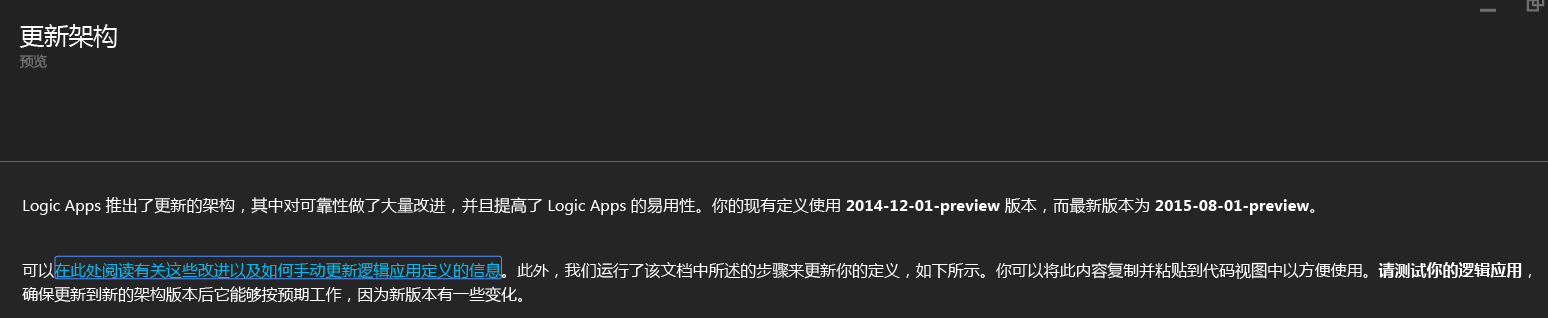 更新架构
预览
Logic Apps 推出了更新的架构，其中对可靠性做了大量改进，并且提高了 Logic Apps 的易用性。你的现有定义使用 2014-12-01-preview 版本，而最新版本为 2015-08-01-preview。
可以在此处阅读有关这些改进以及如何手动更新逻辑应用定义的信息。此外，我们运行了该文档中所述的步骤来更新你的定义，如下所示。你可以将此内容复制并粘贴到代码视图中以方便使用。请测试你的逻辑应用，
确保更新到新的架构版本后它能够按预期工作，因为新版本有一些变化。